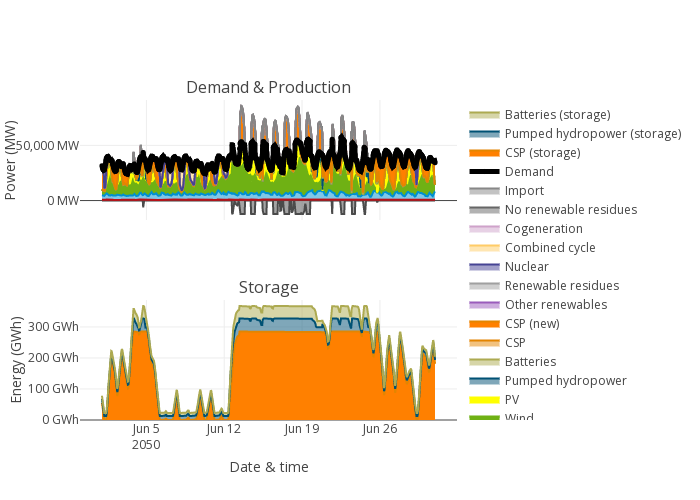 Demand & Production
Power (MW)
50,000 MW
0 MW
Storage
Energy (GWh)
300 GWh
200 GWh
100 GWh
0 GWh
Jun 5
2050
Jun 12
Jun 19
Jun 26
Date & time
Batteries (storage)
Pumped hydropower (storage)
CSP (storage)
Demand
Import
No renewable residues
Cogeneration
Combined cycle
Nuclear
Renewable residues
Other renewables
CSP (new)
CSP
Batteries
Pumped hydropower
PV
Wind